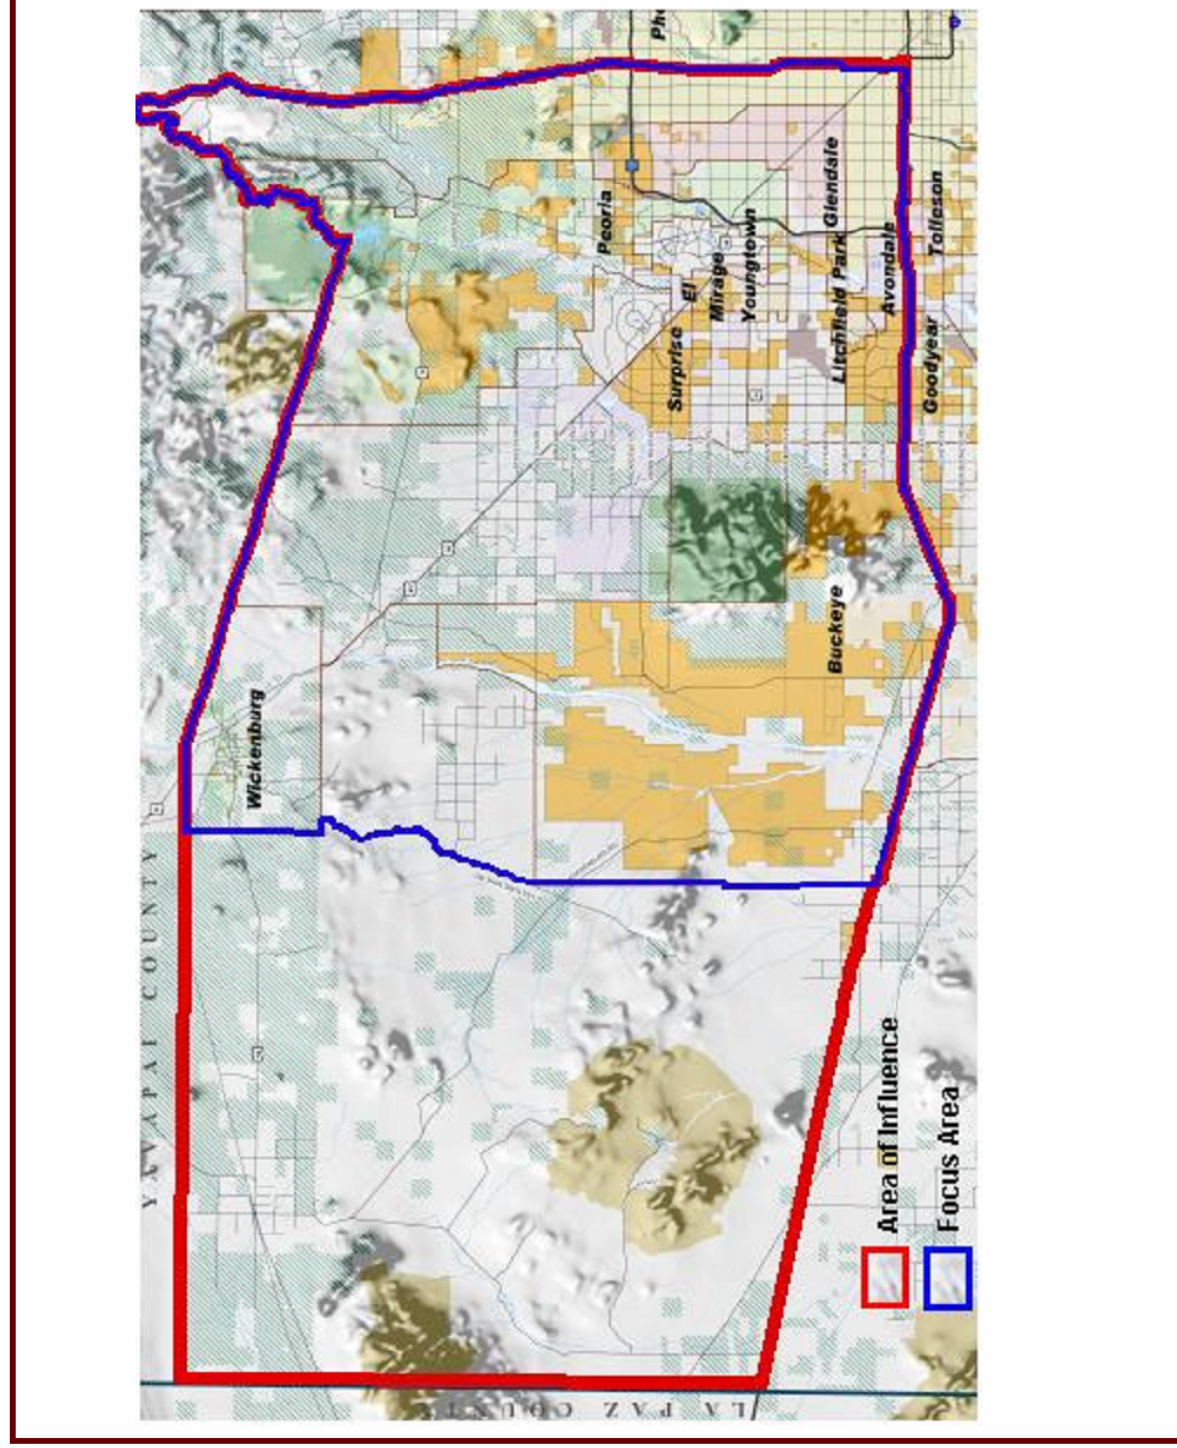 YAVAPAI COUNTY
LA PAZ COUNT
Wickenburg
Buckeye
Surprise
El
Mirage
Youngtown
Peoria
Litchfield Park
Glendale
Avondale
Goodyear
Tolleson
Area of Influence
Focus Area